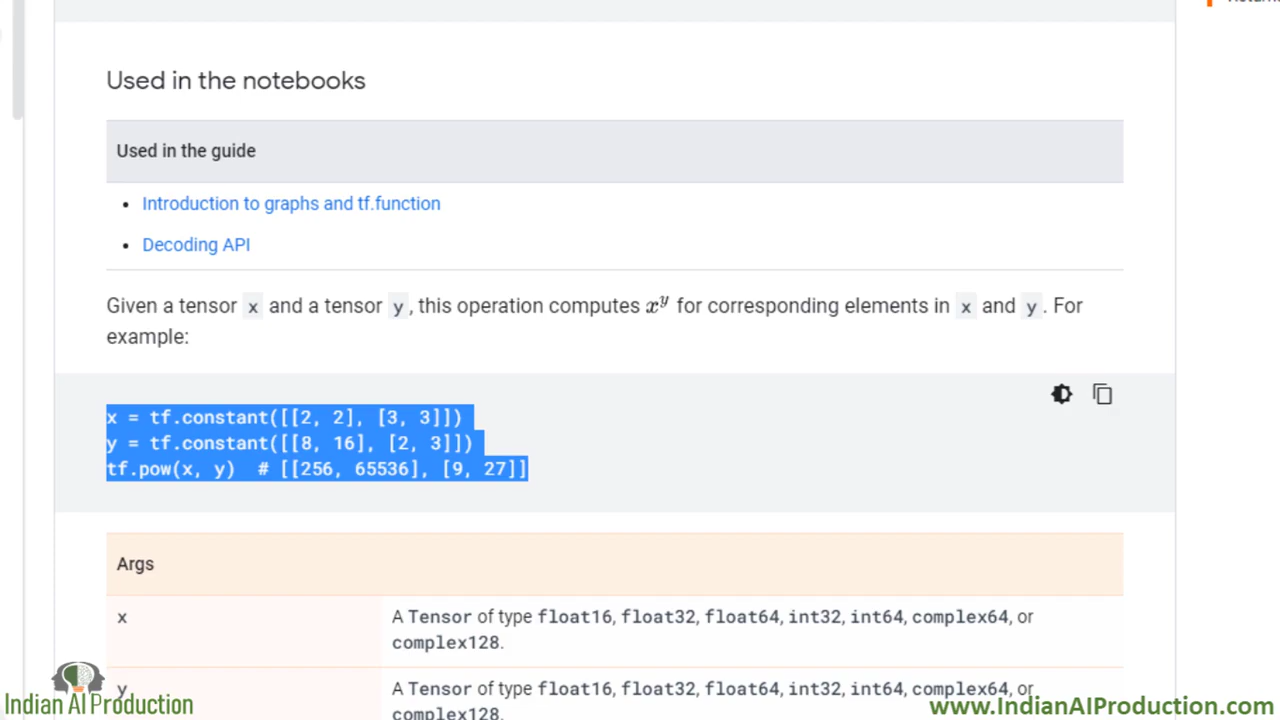 Used in the notebooks
Used in the guide
• Introduction to graphs and tf.function
• Decoding API
Given a tensor x and a tensor y, this operation computes x^y for corresponding elements in x and y. For
example:
x = tf.constant([[2, 2], [3, 3]])
y = tf.constant([[8, 16], [2, 3]])
tf.pow(x, y)  # [[256, 65536], [9, 27]]
Args
x
A Tensor of type float16, float32, float64, int32, int64, complex64, or
complex128.
y
A Tensor of type float16, float32, float64, int32, int64, complex64, or
complex128.
Indian AI Production
www.IndianAIProduction.com